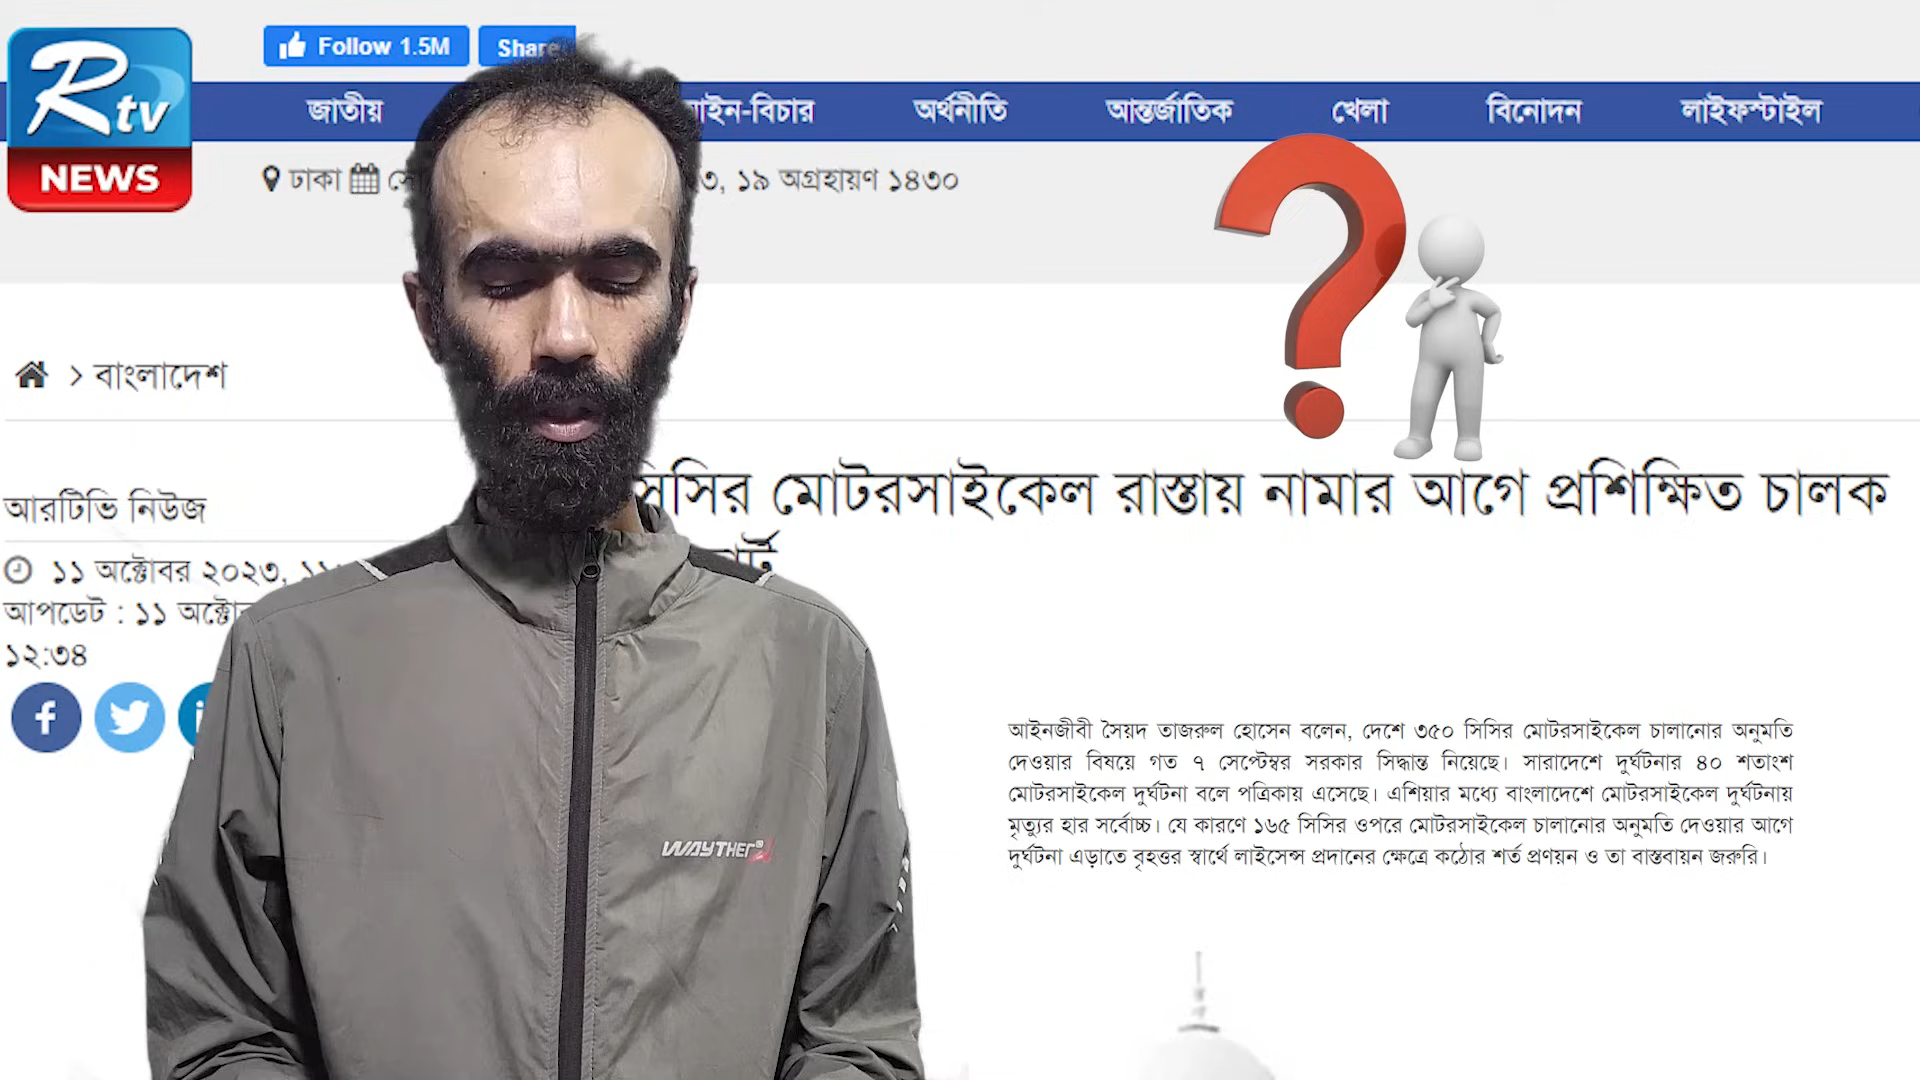 Rtv
NEWS
Follow 1.5M
Share
জাতীয়
অর্থনীতি
আন্তর্জাতিক
খেলা
বিনোদন
লাইফস্টাইল
ঢাকা
১৯ অগ্রহায়ণ ১৪৩০
> বাংলাদেশ
সিসির মোটরসাইকেল রাস্তায় নামার আগে প্রশিক্ষিত চালক
আরটিভি নিউজ
১১ অক্টোবর ২০২৩,
আপডেট : ১১
১২:৩৪
আইনজীবী সৈয়দ তাজরুল হোসেন বলেন, দেশে ৩৫০ সিসির মোটরসাইকেল চালানোর অনুমতি
দেওয়ার বিষয়ে গত ৭ সেপ্টেম্বর সরকার সিদ্ধান্ত নিয়েছে। সারাদেশে দুর্ঘটনার ৪০ শতাংশ
মোটরসাইকেল দুর্ঘটনা বলে পত্রিকায় এসেছে। এশিয়ার মধ্যে বাংলাদেশে মোটরসাইকেল দুর্ঘটনায়
মৃত্যুর হার সর্বোচ্চ। যে কারণে ১৬৫ সিসির ওপরে মোটরসাইকেল চালানোর অনুমতি দেওয়ার আগে
দুর্ঘটনা এড়াতে বৃহত্তর স্বার্থে লাইসেন্স প্রদানের ক্ষেত্রে কঠোর শর্ত প্রণয়ন ও তা বাস্তবায়ন জরুরি।